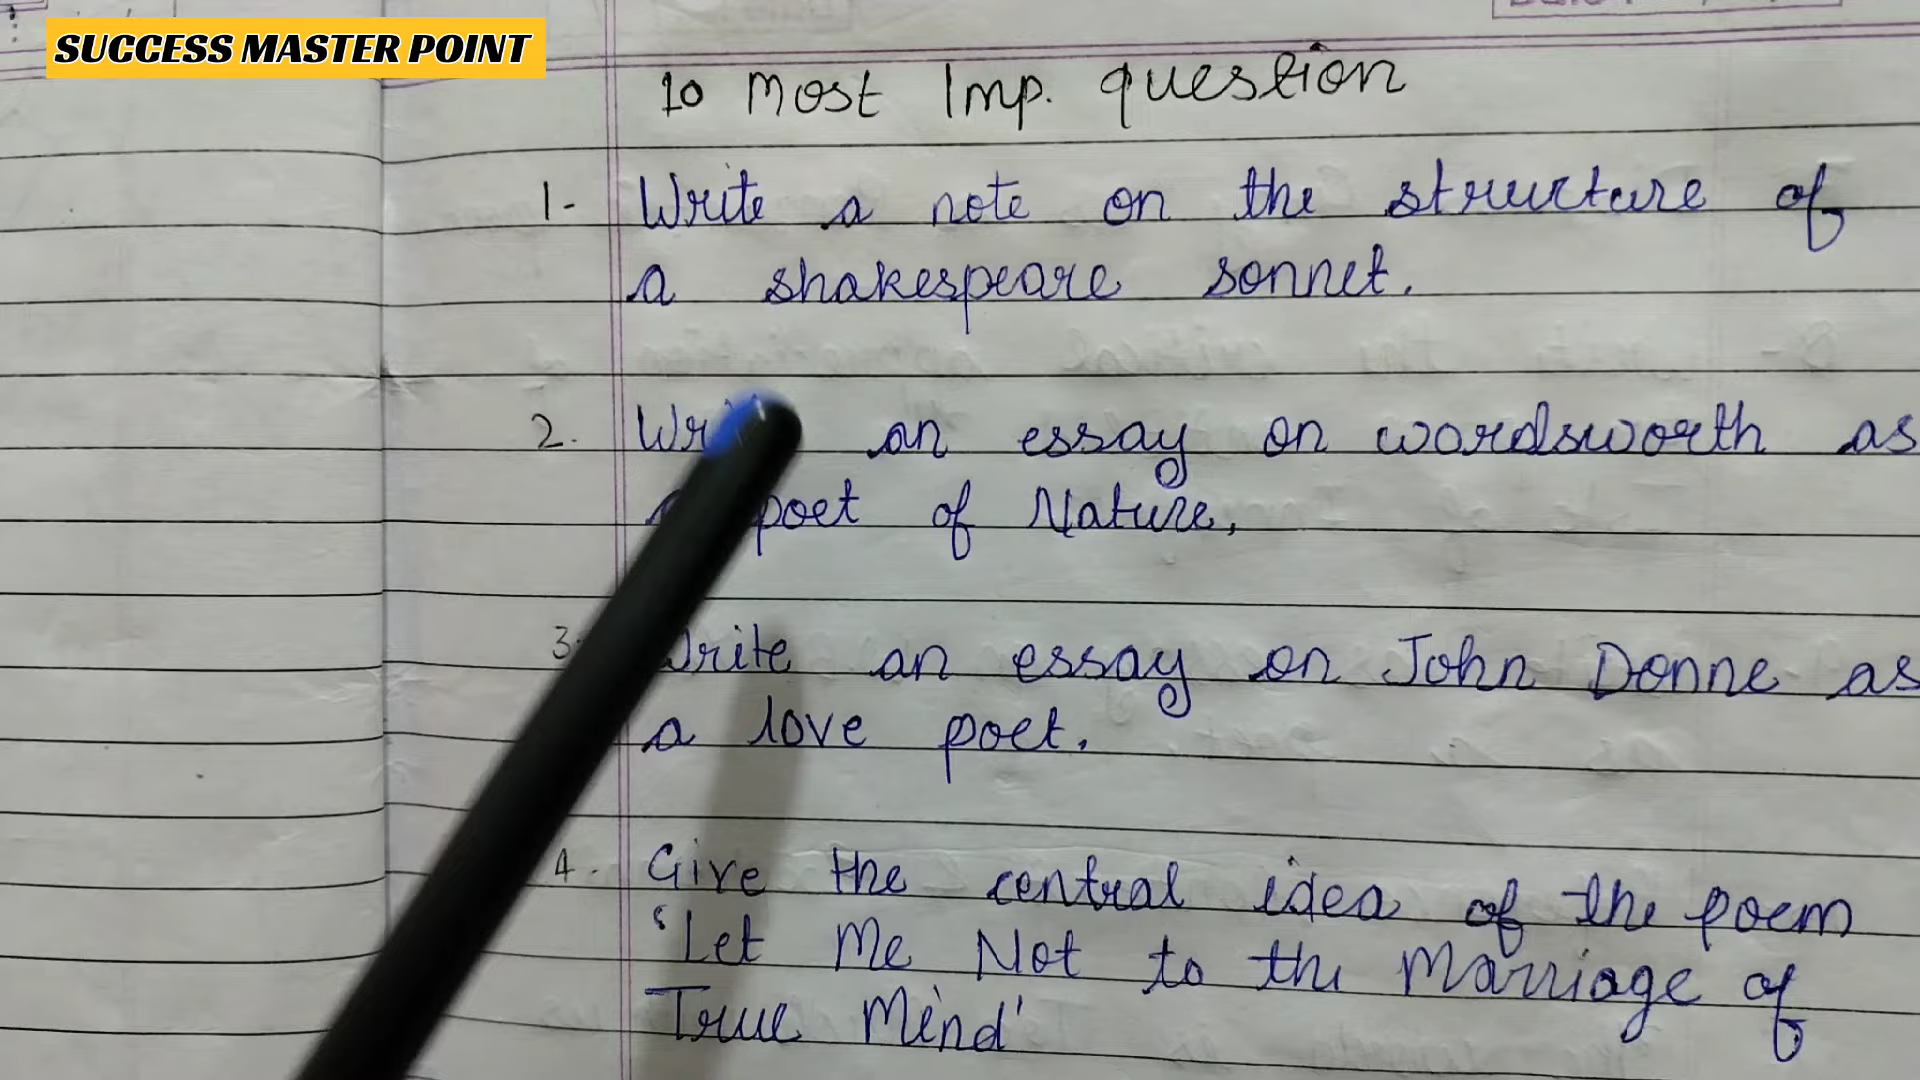 SUCCESS MASTER POINT
10 Most Imp. question
1. Write a note on the structure of
a shakespeare sonnet.
2. an essay on wordsworth as
poet of Nature,
3. Write an essay on John Donne as
a love poet.
4. Give the central idea of the poem
'Let Me Not to the Marriage of
True Mind'